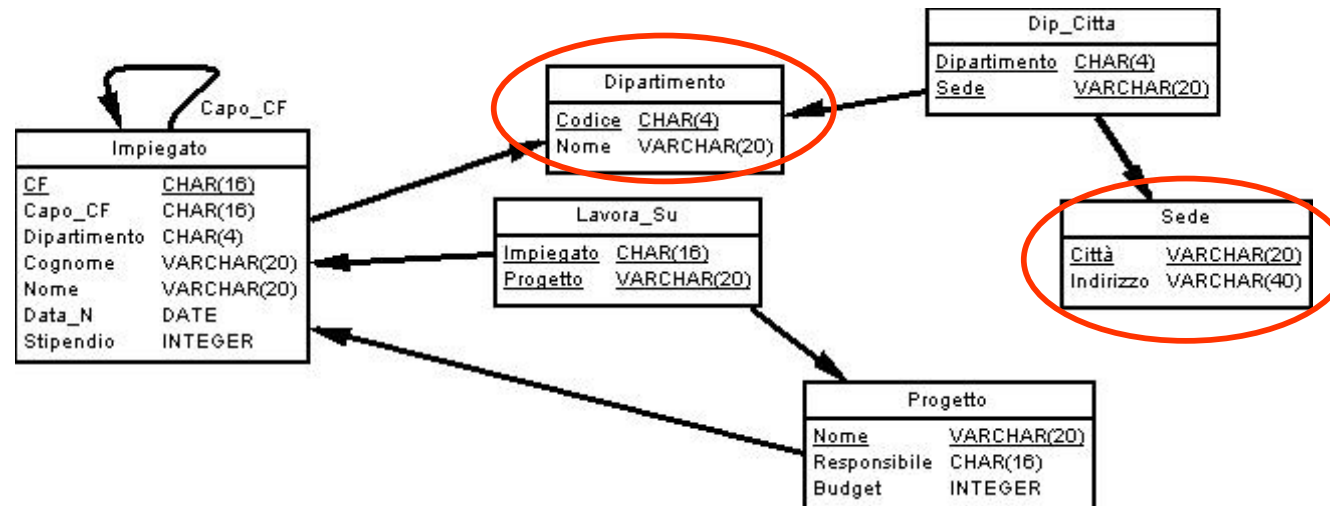 Dip_Citta
Dipartimento CHAR(4)
Sede VARCHAR(20)
Dipartimento
Codice CHAR(4)
Nome VARCHAR(20)
Capo_CF
Impiegato
CF CHAR(16)
Capo_CF CHAR(16)
Dipartimento CHAR(4)
Cognome VARCHAR(20)
Nome VARCHAR(20)
Data_N DATE
Stipendio INTEGER
Lavora_Su
Impiegato CHAR(16)
Progetto VARCHAR(20)
Sede
Città VARCHAR(20)
Indirizzo VARCHAR(40)
Progetto
Nome VARCHAR(20)
Responsibile CHAR(16)
Budget INTEGER